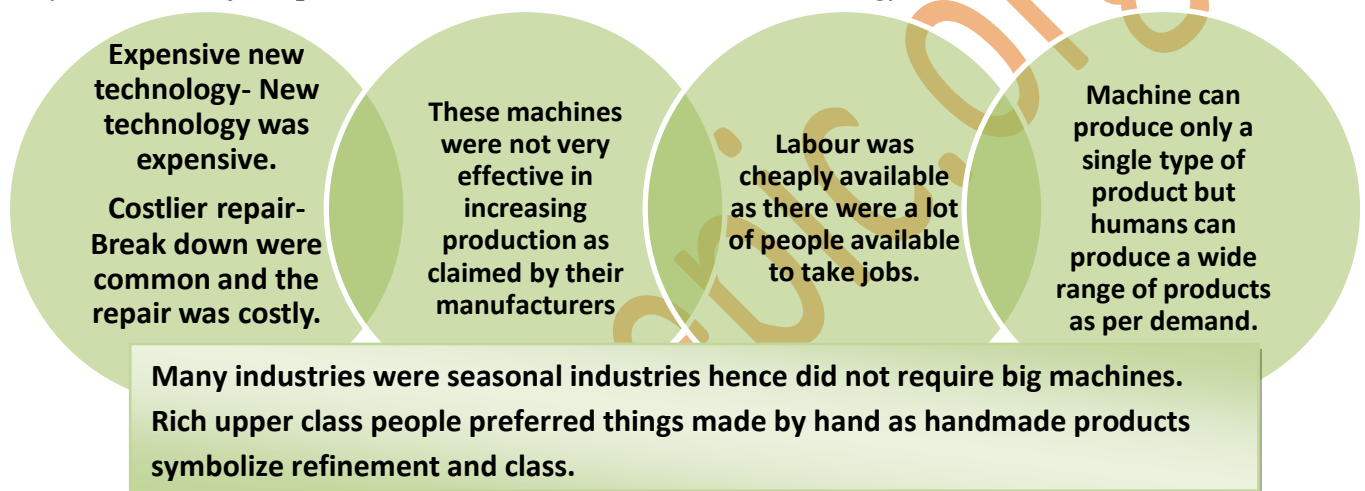 Expensive new
technology- New
technology was
expensive.
Costlier repair-
Break down were
common and the
repair was costly.
These machines
were not very
effective in
increasing
production as
claimed by their
manufacturers
Labour was
cheaply available
as there were a lot
of people available
to take jobs.
Machine can
produce only a
single type of
product but
humans can
produce a wide
range of products
as per demand.
Many industries were seasonal industries hence did not require big machines.
Rich upper class people preferred things made by hand as handmade products
symbolize refinement and class.